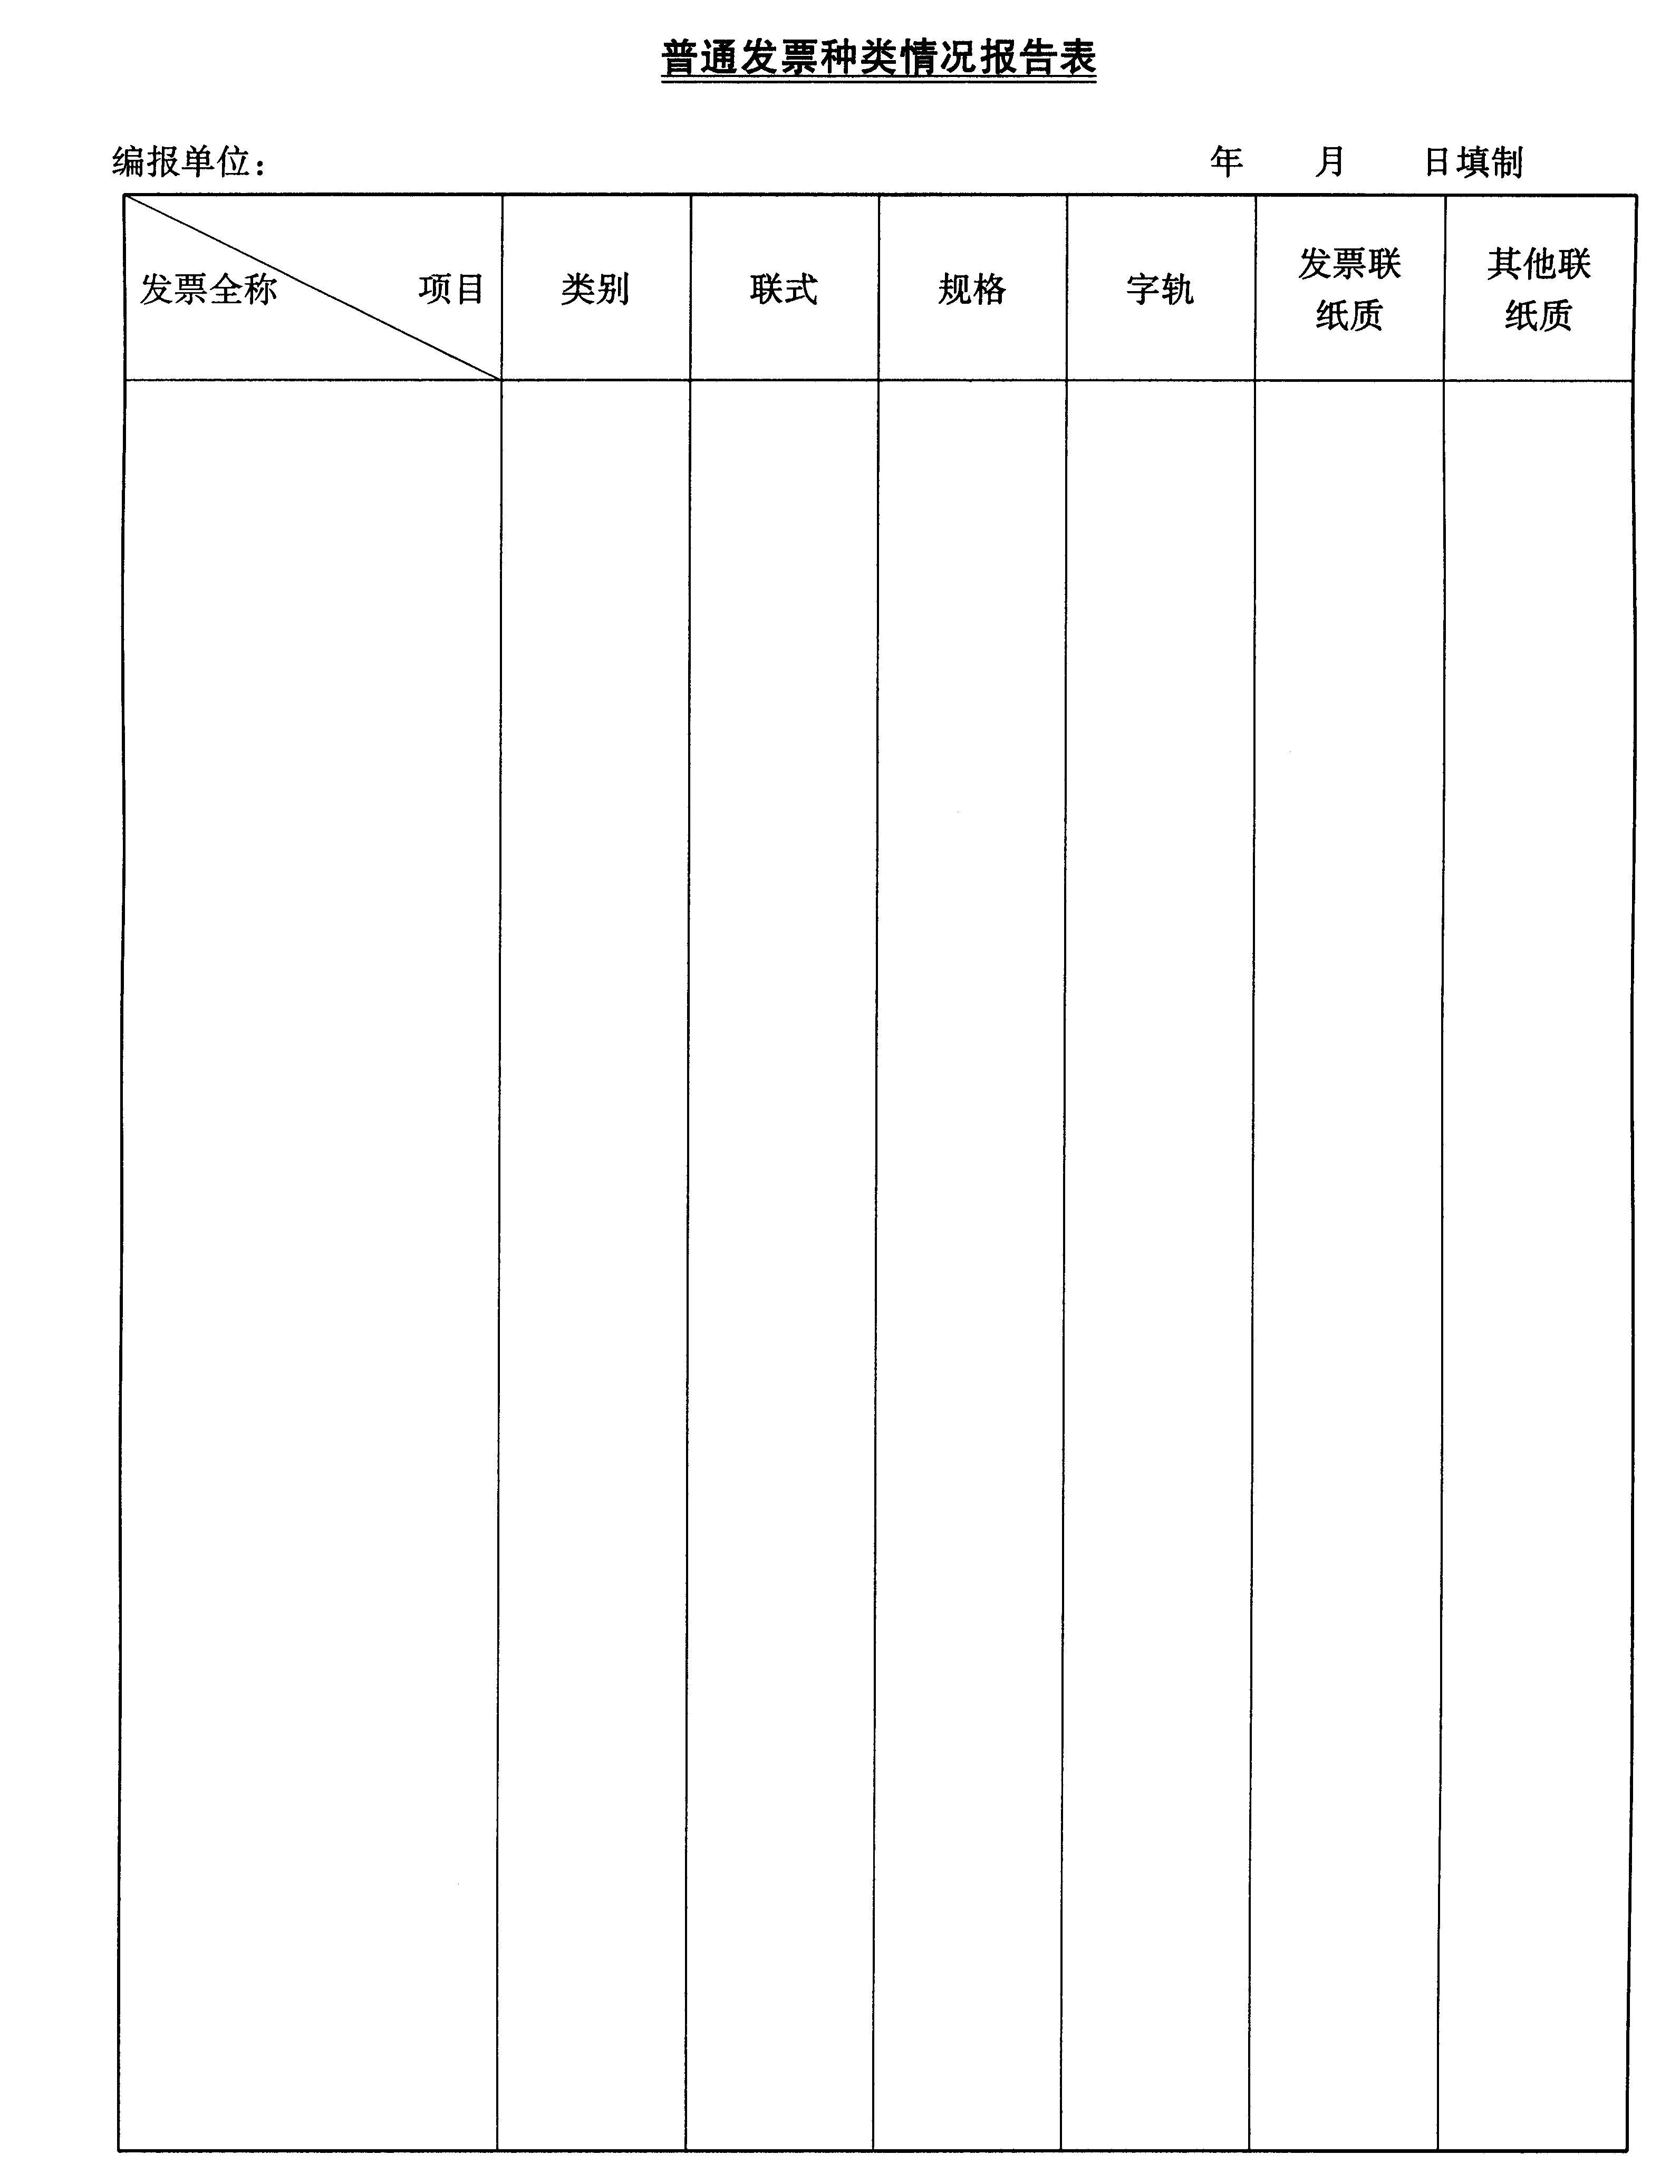 普通发票种类情况报告表
编报单位： 年 月 日填制
发票全称 项目 类别 联式 规格 字轨 发票联 其他联
纸质 纸质